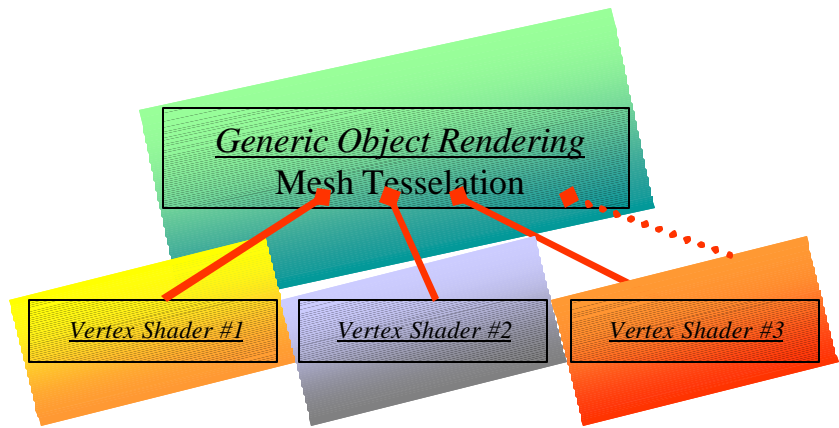 Generic Object Rendering
Mesh Tesselation
Vertex Shader #1
Vertex Shader #2
Vertex Shader #3